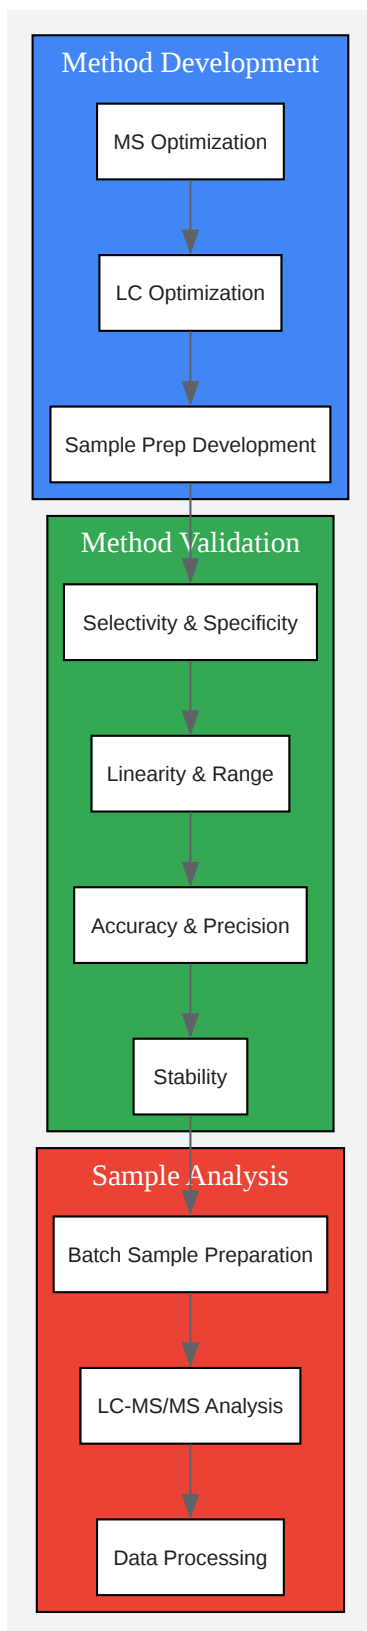 Method Development
MS Optimization
LC Optimization
Sample Prep Development
Method Validation
Selectivity & Specificity
Linearity & Range
Accuracy & Precision
Stability
Sample Analysis
Batch Sample Preparation
LC-MS/MS Analysis
Data Processing